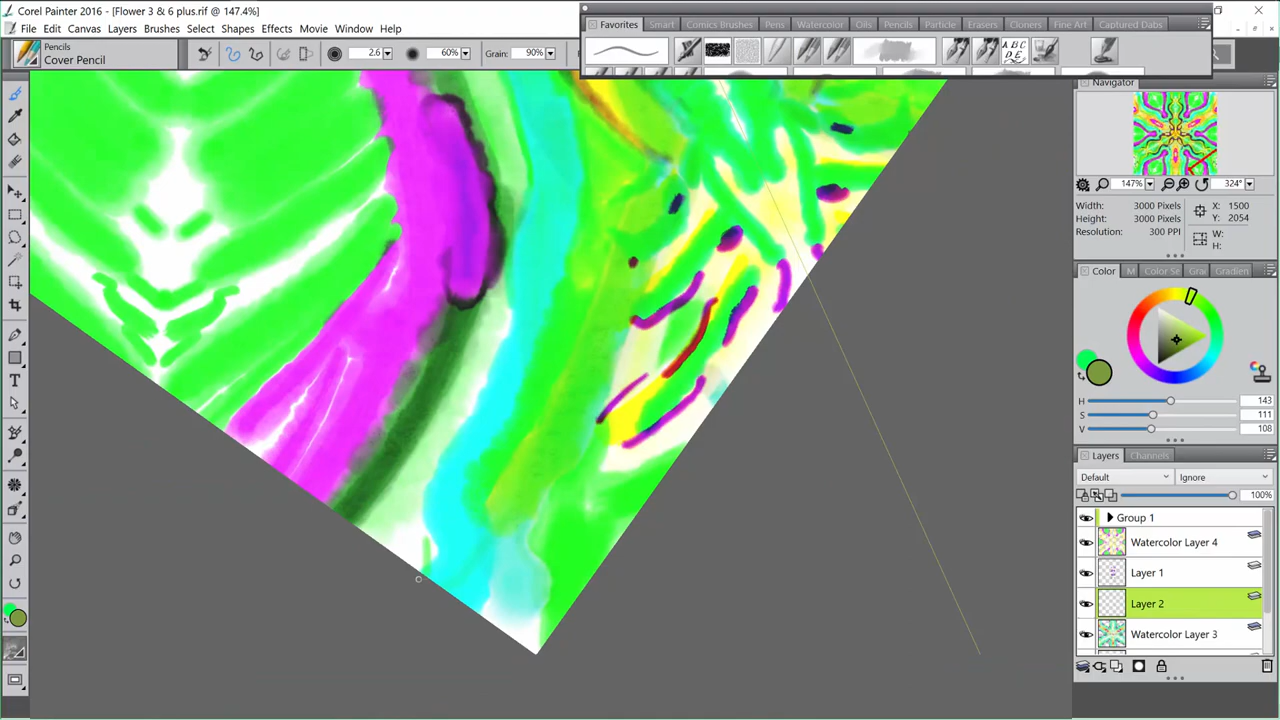 Corel Painter 2016 - [Flower 3 & 6 plus.rif @ 147.4%]
File Edit Canvas Layers Brushes Select Shapes Effects Movie Window Help
Favorites Smart Comics Brushes Pens Watercolor Oils Pencils Particle Erasers Cloners Fine Art Captured Dabs
Pencils
Cover Pencil
2.6 60% Grain: 90%
A B C
D E
Navigator
147% 324°
Width: 3000 Pixels
Height: 3000 Pixels
Resolution: 300 PPI
X: 1500
Y: 2054
W:
H:
Color M Color Se Gra Gradien
H 143
S 111
V 108
Layers Channels
Default Ignore
100%
Group 1
Watercolor Layer 4
Layer 1
Layer 2
Watercolor Layer 3
T